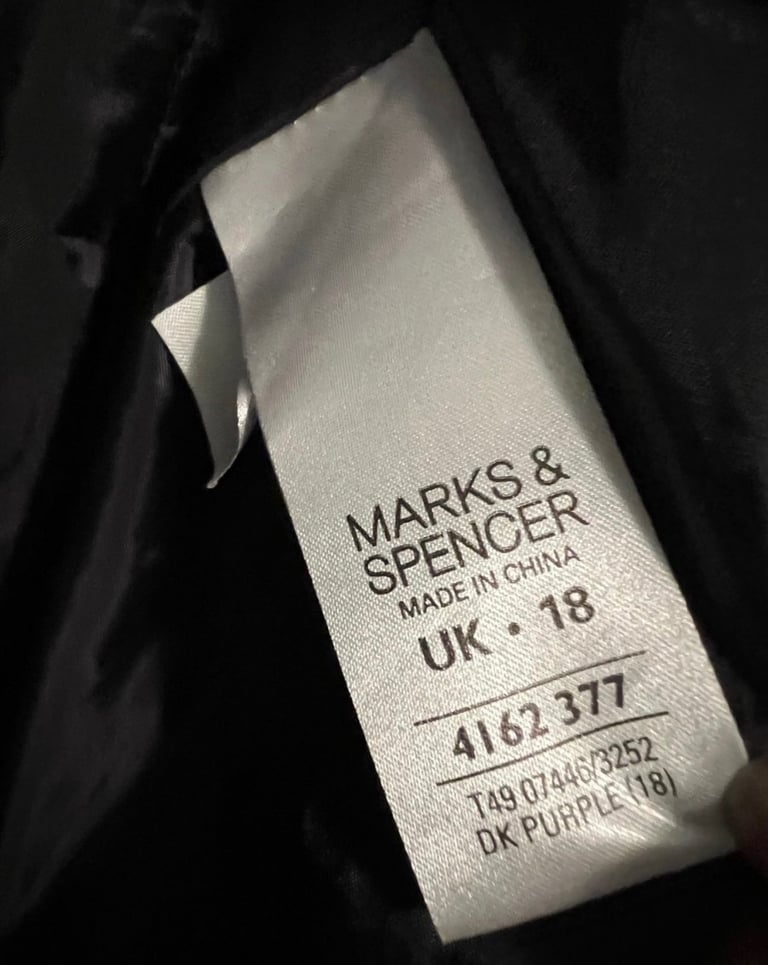 MARKS &
SPENCER
MADE IN CHINA
UK • 18
4162 377
T49 07446/3252
DK PURPLE (18)